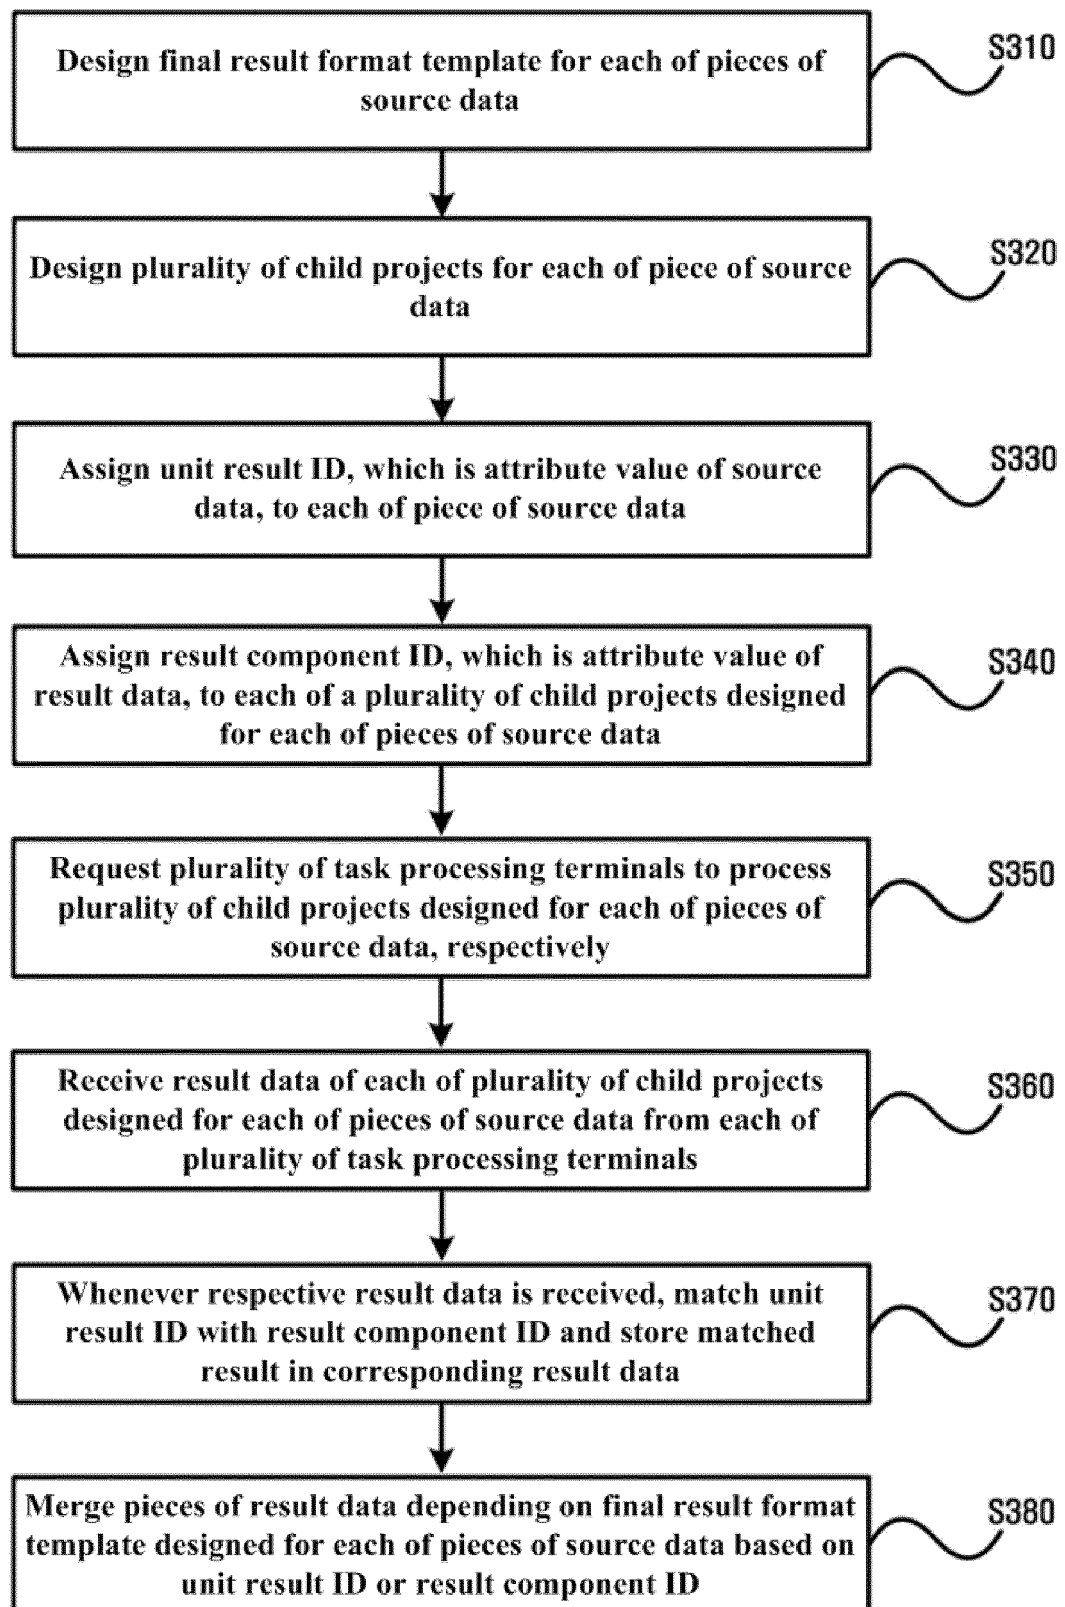 Design final result format template for each of pieces of
source data
S310
Design plurality of child projects for each of piece of source
data
S320
Assign unit result ID, which is attribute value of source
data, to each of piece of source data
S330
Assign result component ID, which is attribute value of
result data, to each of a plurality of child projects designed
for each of pieces of source data
S340
Request plurality of task processing terminals to process
plurality of child projects designed for each of pieces of
source data, respectively
S350
Receive result data of each of plurality of child projects
designed for each of pieces of source data from each of
plurality of task processing terminals
S360
Whenever respective result data is received, match unit
result ID with result component ID and store matched
result in corresponding result data
S370
Merge pieces of result data depending on final result format
template designed for each of pieces of source data based on
unit result ID or result component ID
S380